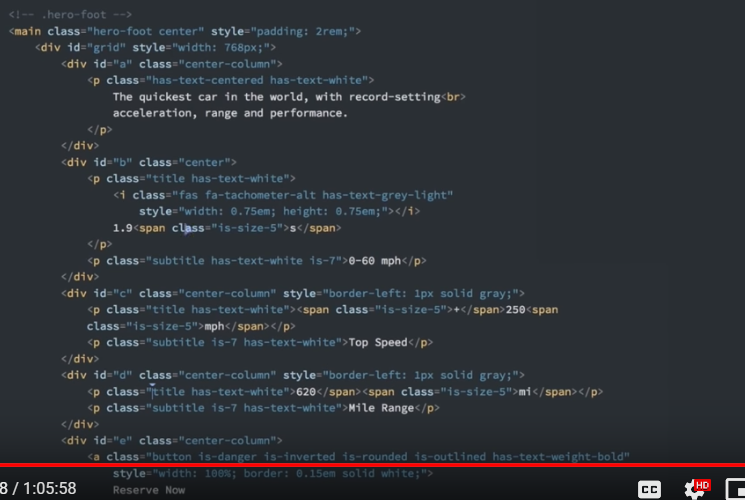 <!-- .hero-foot -->
<main class="hero-foot center" style="padding: 2rem;">
<div id="grid" style="width: 768px;">
<div id="a" class="center-column">
<p class="has-text-centered has-text-white">
The quickest car in the world, with record-setting<br>
acceleration, range and performance.
</p>
</div>
<div id="b" class="center">
<p class="title has-text-white">
<i class="fas fa-tachometer-alt has-text-grey-light"
style="width: 0.75em; height: 0.75em;"></i>
1.9<span class="is-size-5">s</span>
</p>
<p class="subtitle has-text-white is-7">0-60 mph</p>
</div>
<div id="c" class="center-column" style="border-left: 1px solid gray;">
<p class="title has-text-white"><span class="is-size-5">+</span>250<span
class="is-size-5">mph</span></p>
<p class="subtitle is-7 has-text-white">Top Speed</p>
</div>
<div id="d" class="center-column" style="border-left: 1px solid gray;">
<p class="title has-text-white">620</span><span class="is-size-5">mi</span></p>
<p class="subtitle is-7 has-text-white">Mile Range</p>
</div>
<div id="e" class="center-column">
<a class="button is-danger is-inverted is-rounded is-outlined has-text-weight-bold"
style="width: 100%; border: 0.15em solid white;">
8 / 1:05:58 CC HD
Reserve Now